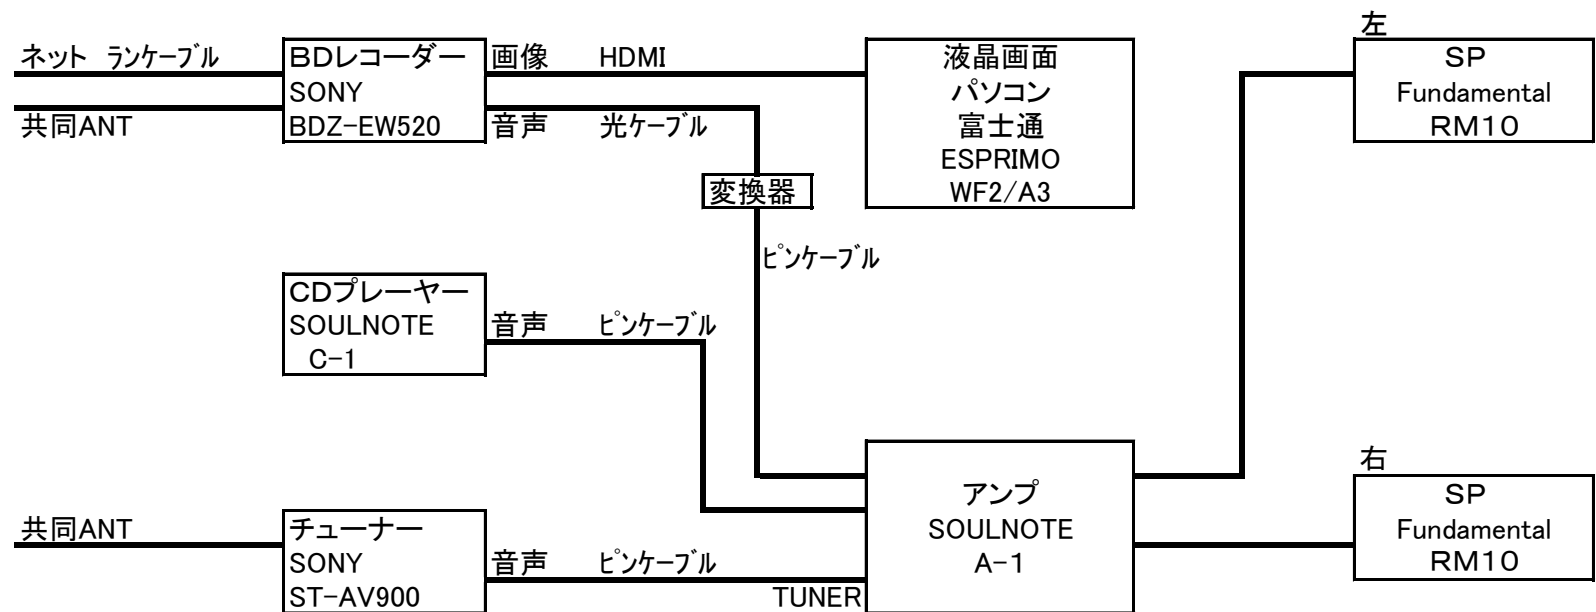 左
ネット ランケーブル
BDレコーダー
SONY
BDZ-EW520
画像 HDMI
液晶画面
パソコン
富士通
ESPRIMO
WF2/A3
SP
Fundamental
RM10
共同ANT
音声 光ケーブル
変換器
ピンケーブル
CDプレーヤー
SOULNOTE
C-1
音声 ピンケーブル
アンプ
SOULNOTE
A-1
右
SP
Fundamental
RM10
共同ANT
チューナー
SONY
ST-AV900
音声 ピンケーブル
TUNER